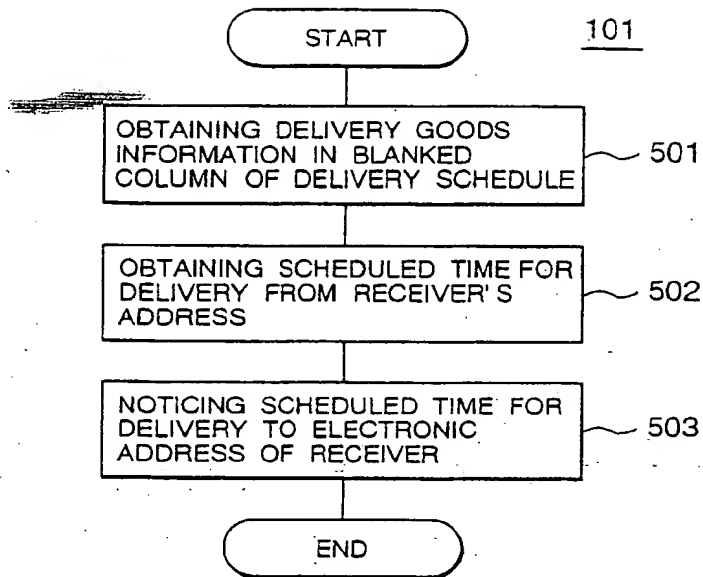 START
101
OBTAINING DELIVERY GOODS
INFORMATION IN BLANKED
COLUMN OF DELIVERY SCHEDULE
501
OBTAINING SCHEDULED TIME FOR
DELIVERY FROM RECEIVER'S
ADDRESS
502
NOTICING SCHEDULED TIME FOR
DELIVERY TO ELECTRONIC
ADDRESS OF RECEIVER
503
END